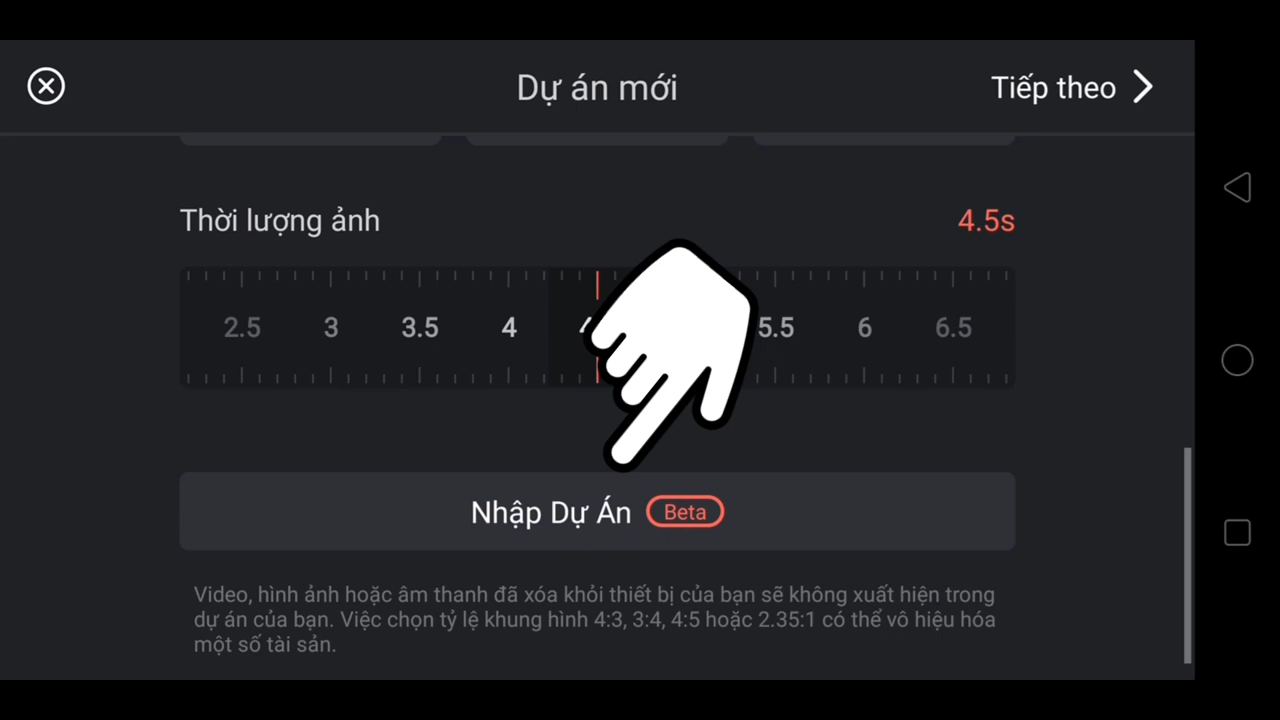 Dự án mới
Tiếp theo
Thời lượng ảnh
4.5s
2.5 3 3.5 4 5.5 6 6.5
Nhập Dự Án Beta
Video, hình ảnh hoặc âm thanh đã xóa khỏi thiết bị của bạn sẽ không xuất hiện trong
dự án của bạn. Việc chọn tỷ lệ khung hình 4:3, 3:4, 4:5 hoặc 2.35:1 có thể vô hiệu hóa
một số tài sản.